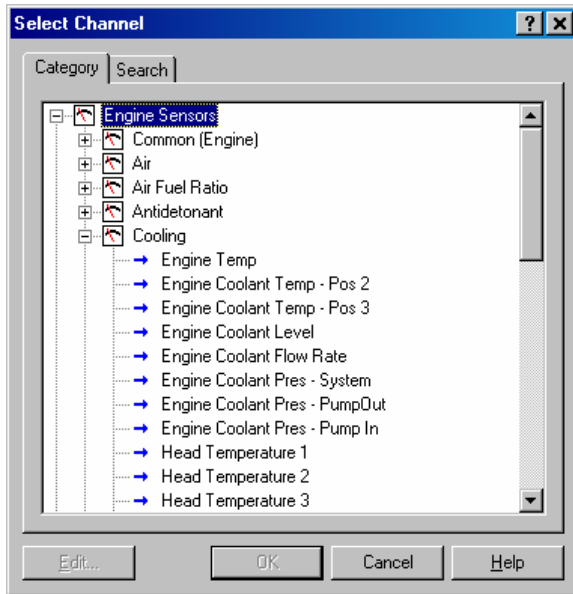 Select Channel
Category Search
Engine Sensors
Common (Engine)
Air
Air Fuel Ratio
Antidetonant
Cooling
Engine Temp
Engine Coolant Temp - Pos 2
Engine Coolant Temp - Pos 3
Engine Coolant Level
Engine Coolant Flow Rate
Engine Coolant Pres - System
Engine Coolant Pres - PumpOut
Engine Coolant Pres - Pump In
Head Temperature 1
Head Temperature 2
Head Temperature 3
Edit... OK Cancel Help